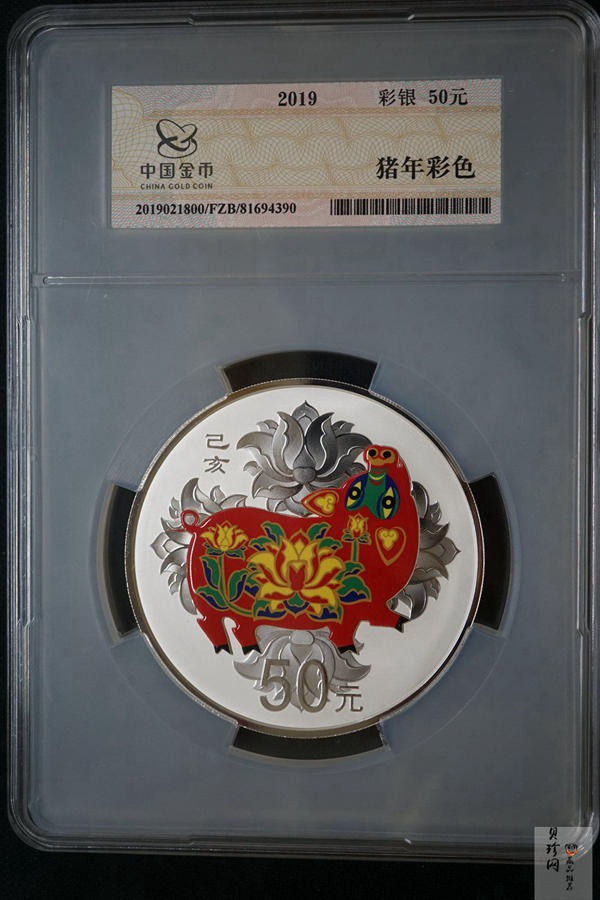 2019 彩银 50元
中国金币
CHINA GOLD COIN
猪年彩色
2019021800/FZB/81694390
己亥
50元
贝珍网